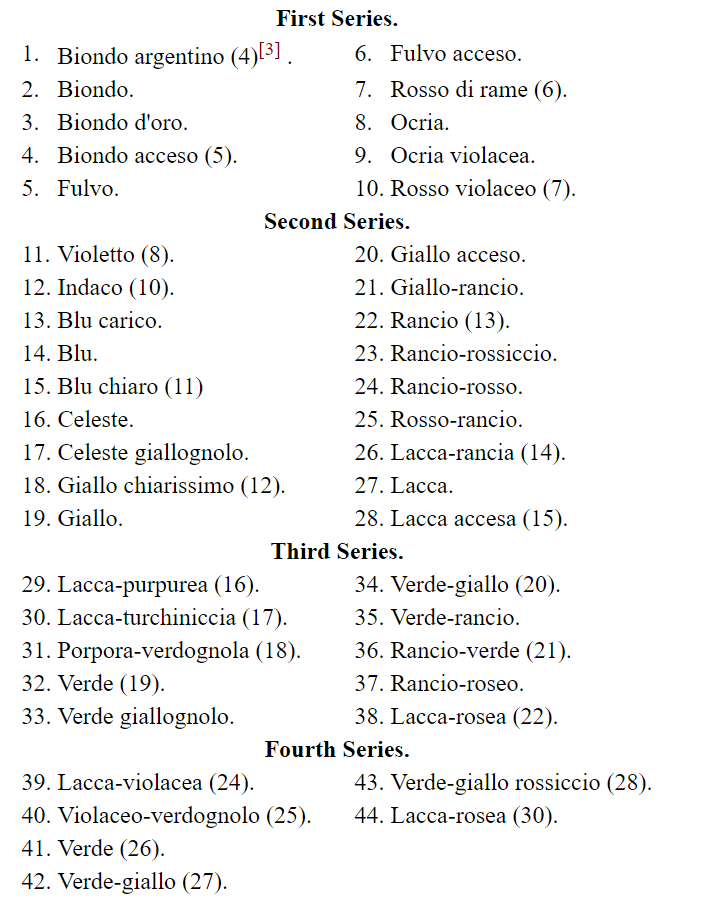 First Series.
1. Biondo argentino (4)[3] .
2. Biondo.
3. Biondo d'oro.
4. Biondo acceso (5).
5. Fulvo.
6. Fulvo acceso.
7. Rosso di rame (6).
8. Ocria.
9. Ocria violacea.
10. Rosso violaceo (7).
Second Series.
11. Violetto (8).
12. Indaco (10).
13. Blu carico.
14. Blu.
15. Blu chiaro (11)
16. Celeste.
17. Celeste giallognolo.
18. Giallo chiarissimo (12).
19. Giallo.
20. Giallo acceso.
21. Giallo-rancio.
22. Rancio (13).
23. Rancio-rossiccio.
24. Rancio-rosso.
25. Rosso-rancio.
26. Lacca-rancia (14).
27. Lacca.
28. Lacca accesa (15).
Third Series.
29. Lacca-purpurea (16).
30. Lacca-turchiniccia (17).
31. Porpora-verdognola (18).
32. Verde (19).
33. Verde giallognolo.
34. Verde-giallo (20).
35. Verde-rancio.
36. Rancio-verde (21).
37. Rancio-roseo.
38. Lacca-rosea (22).
Fourth Series.
39. Lacca-violacea (24).
40. Violaceo-verdognolo (25).
41. Verde (26).
42. Verde-giallo (27).
43. Verde-giallo rossiccio (28).
44. Lacca-rosea (30).